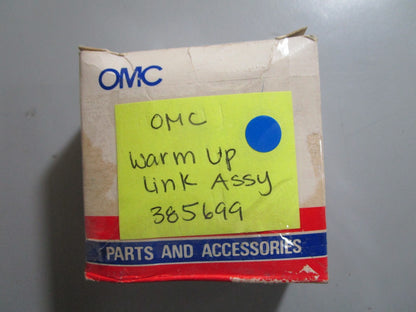 OMC
OMC
Warm Up
Link Assy
385699
PARTS AND ACCESSORIES